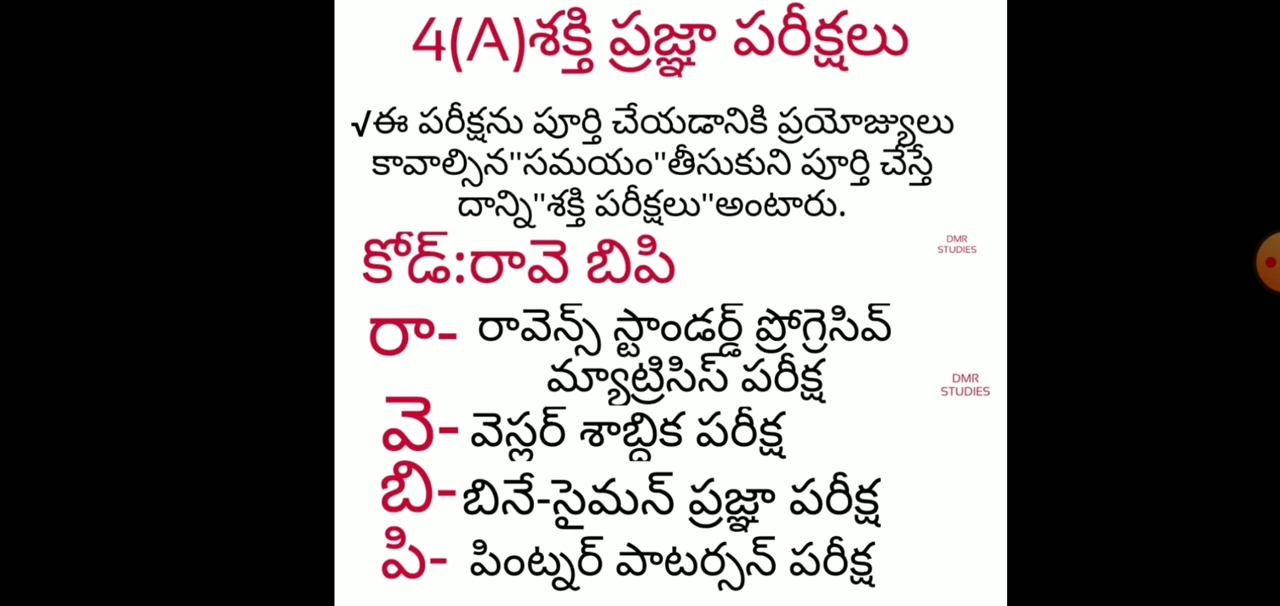 4(A)శక్తి ప్రజ్ఞా పరీక్షలు
√ఈ పరీక్షను పూర్తి చేయడానికి ప్రయోజ్యులు
కావాల్సిన"సమయం"తీసుకుని పూర్తి చేస్తే
దాన్ని"శక్తి పరీక్షలు"అంటారు.
DMR
STUDIES
కోడ్:రావె బిపి
రా- రావెన్స్ స్టాండర్డ్ ప్రోగ్రెసివ్
మ్యాట్రిసిస్ పరీక్ష
DMR
STUDIES
వె- వెస్లర్ శాబ్దిక పరీక్ష
బి-బినే-సైమన్ ప్రజ్ఞా పరీక్ష
పి- పింట్నర్ పాటర్సన్ పరీక్ష